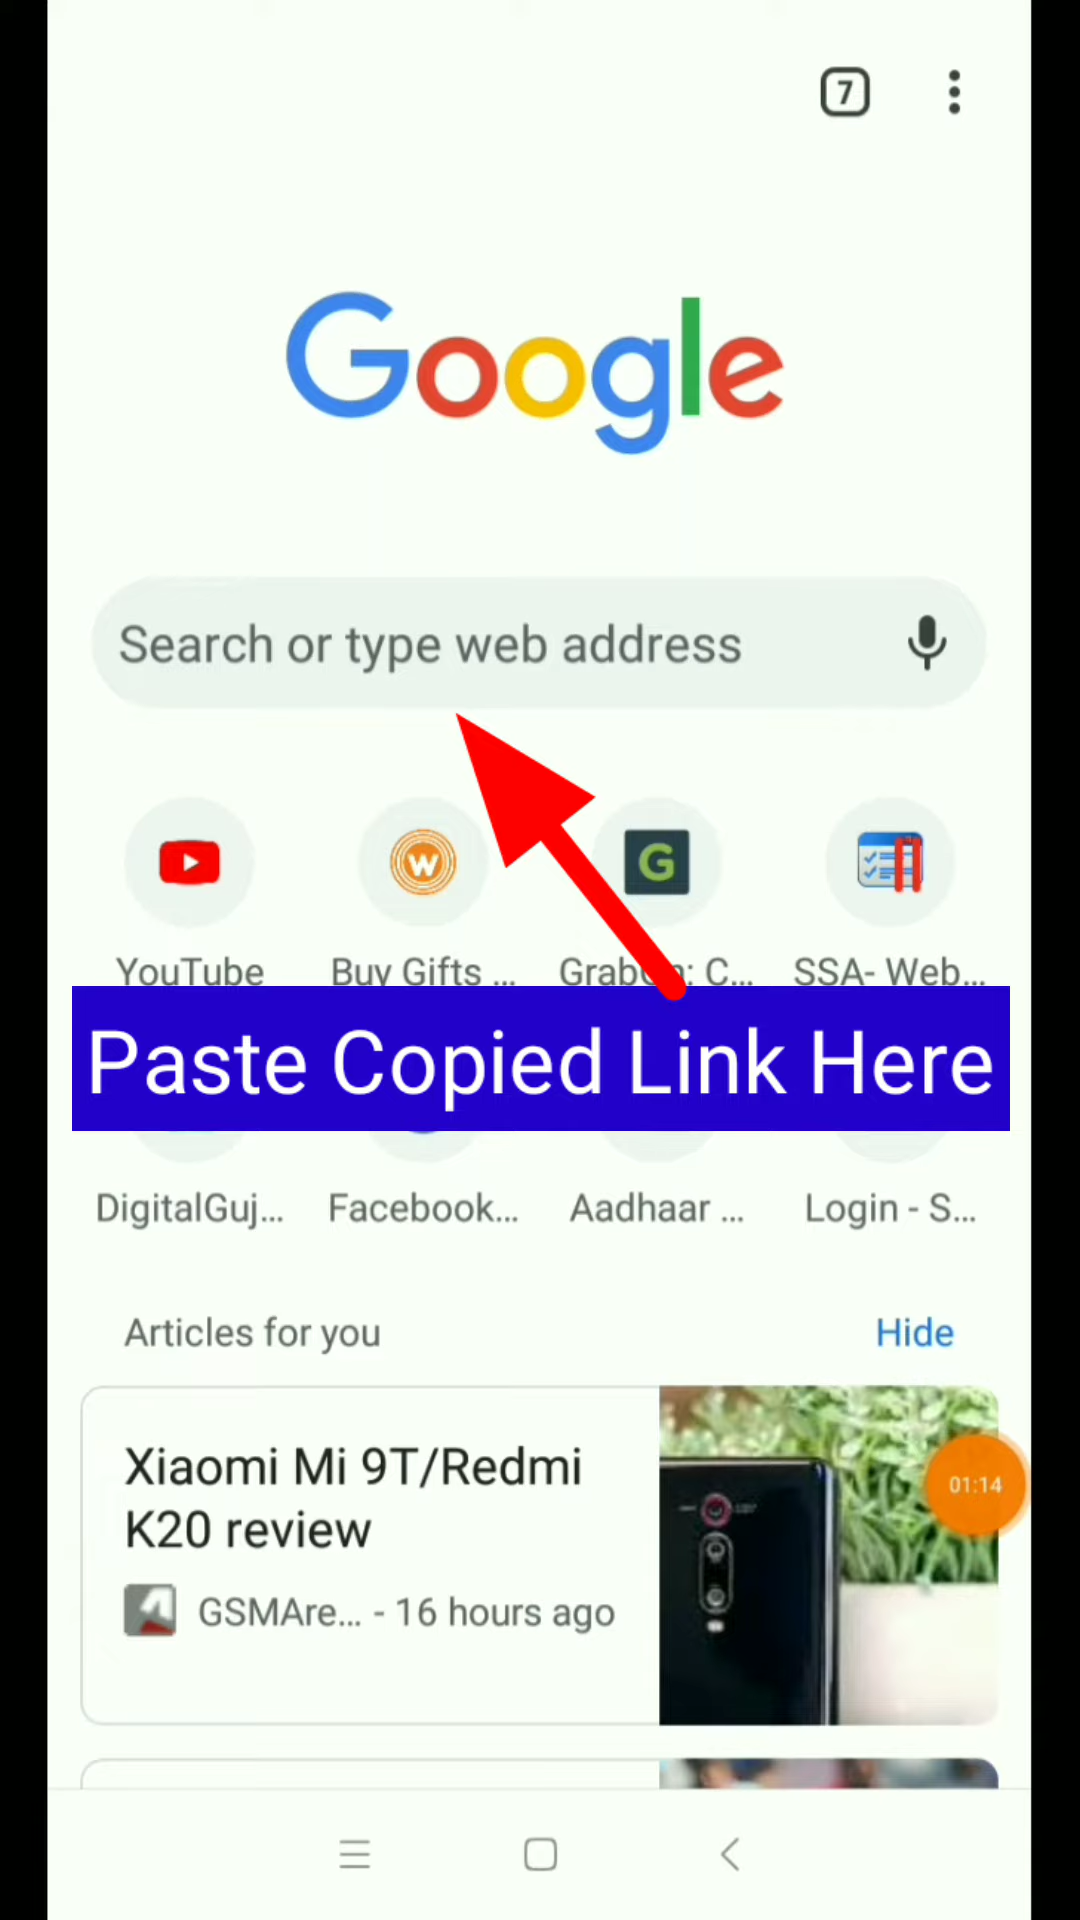 7
Google
Search or type web address
YouTube
Buy Gifts ...
SSA- Web...
Paste Copied Link Here
DigitalGuj...
Facebook...
Aadhaar ...
Login - S...
Articles for you
Hide
Xiaomi Mi 9T/Redmi
K20 review
GSMAre... - 16 hours ago
01:14